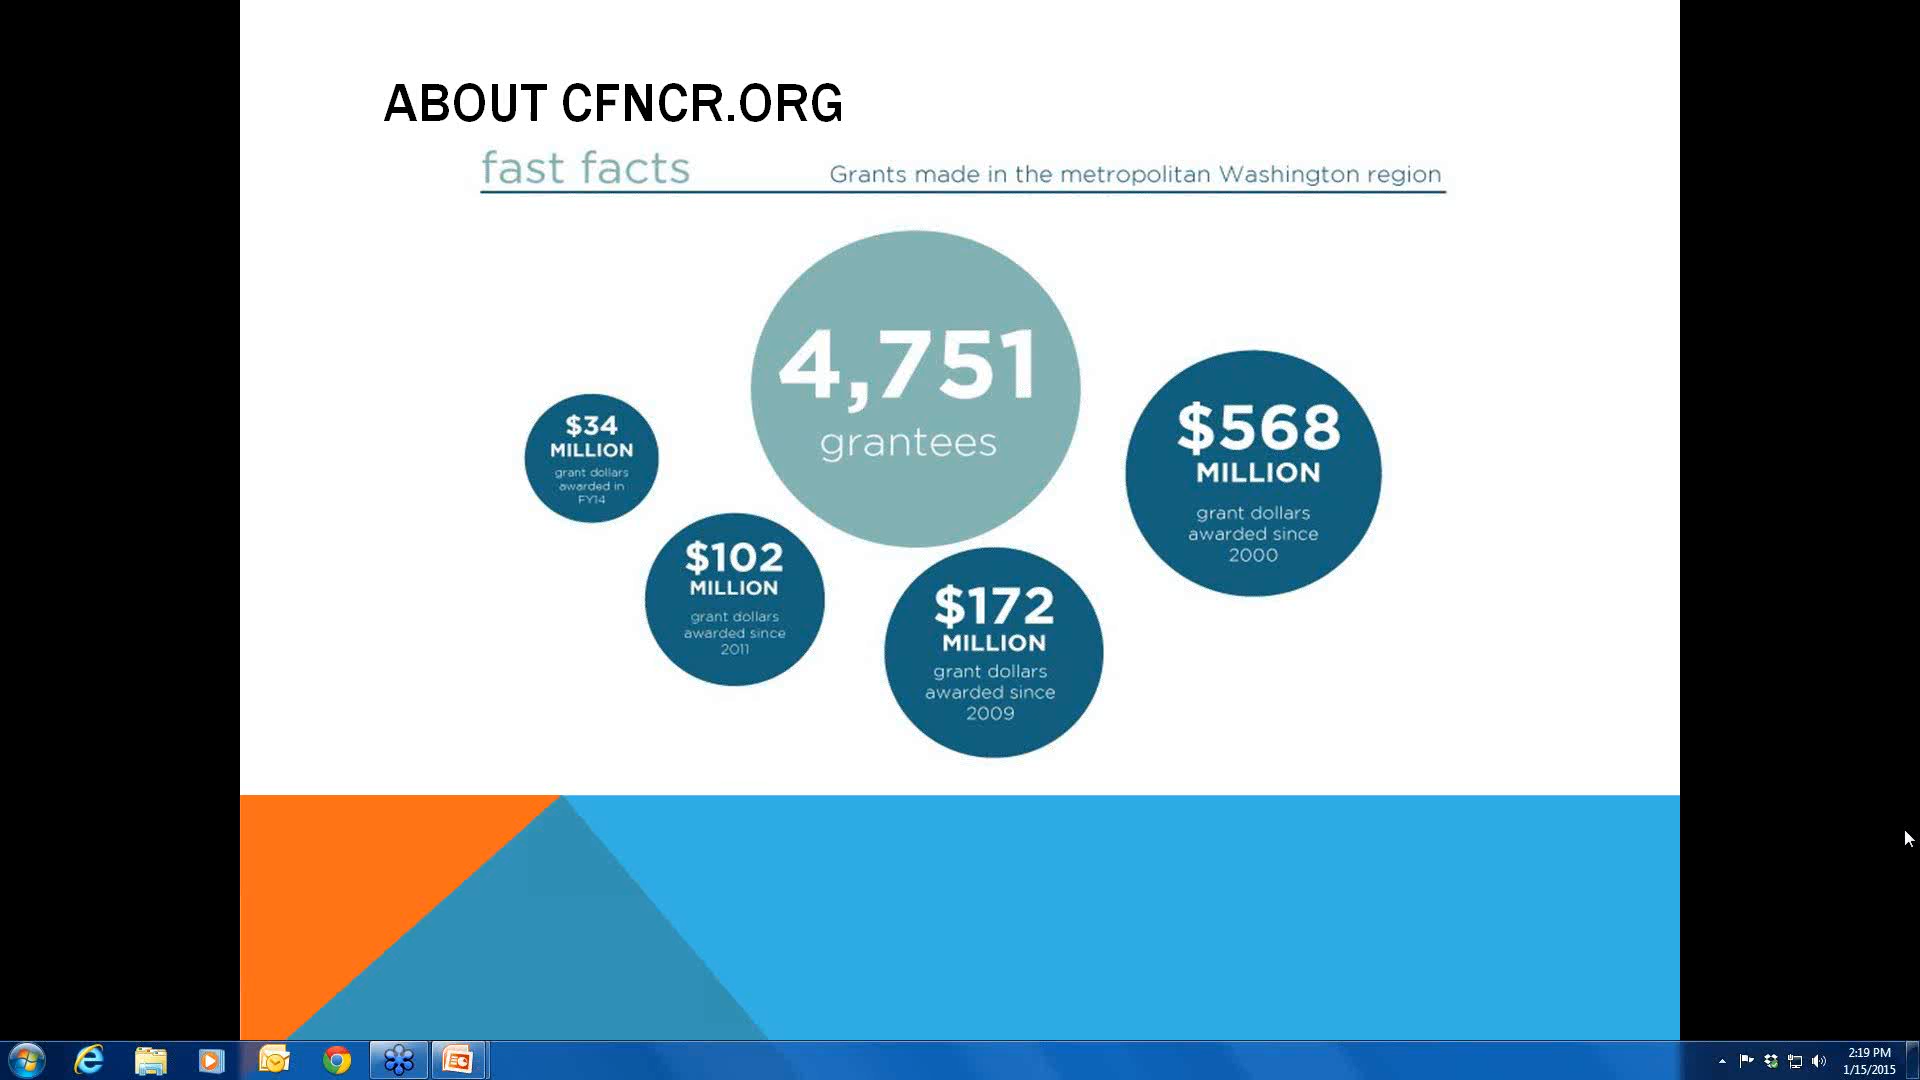 ABOUT CFNCR.ORG
fast facts
Grants made in the metropolitan Washington region
4,751
grantees
$34
MILLION
grant dollars
awarded in
FY14
$102
MILLION
grant dollars
awarded since
2011
$172
MILLION
grant dollars
awarded since
2009
$568
MILLION
grant dollars
awarded since
2000
2:19 PM
1/15/2015